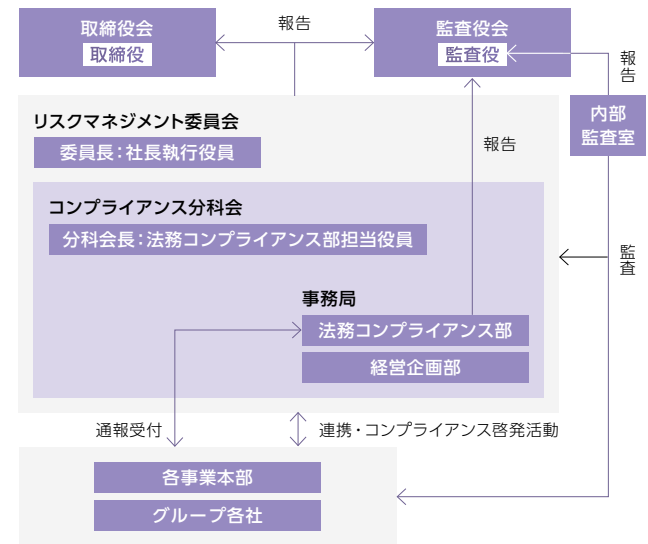 取締役会
取締役
報告
監査役会
監査役
報告
内部
監査室
リスクマネジメント委員会
委員長：社長執行役員
報告
コンプライアンス分科会
分科会長：法務コンプライアンス部担当役員
監査
事務局
法務コンプライアンス部
経営企画部
通報受付
連携・コンプライアンス啓発活動
各事業本部
グループ各社